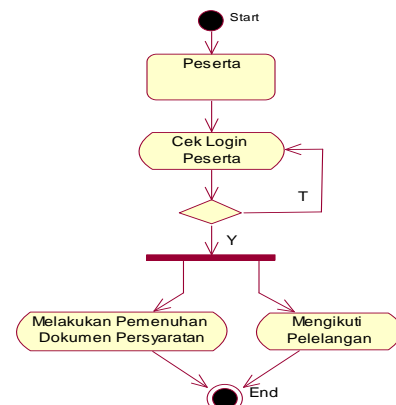 Start
Peserta
Cek Login
Peserta
T
Y
Melakukan Pemenuhan
Dokumen Persyaratan
Mengikuti
Pelelangan
End